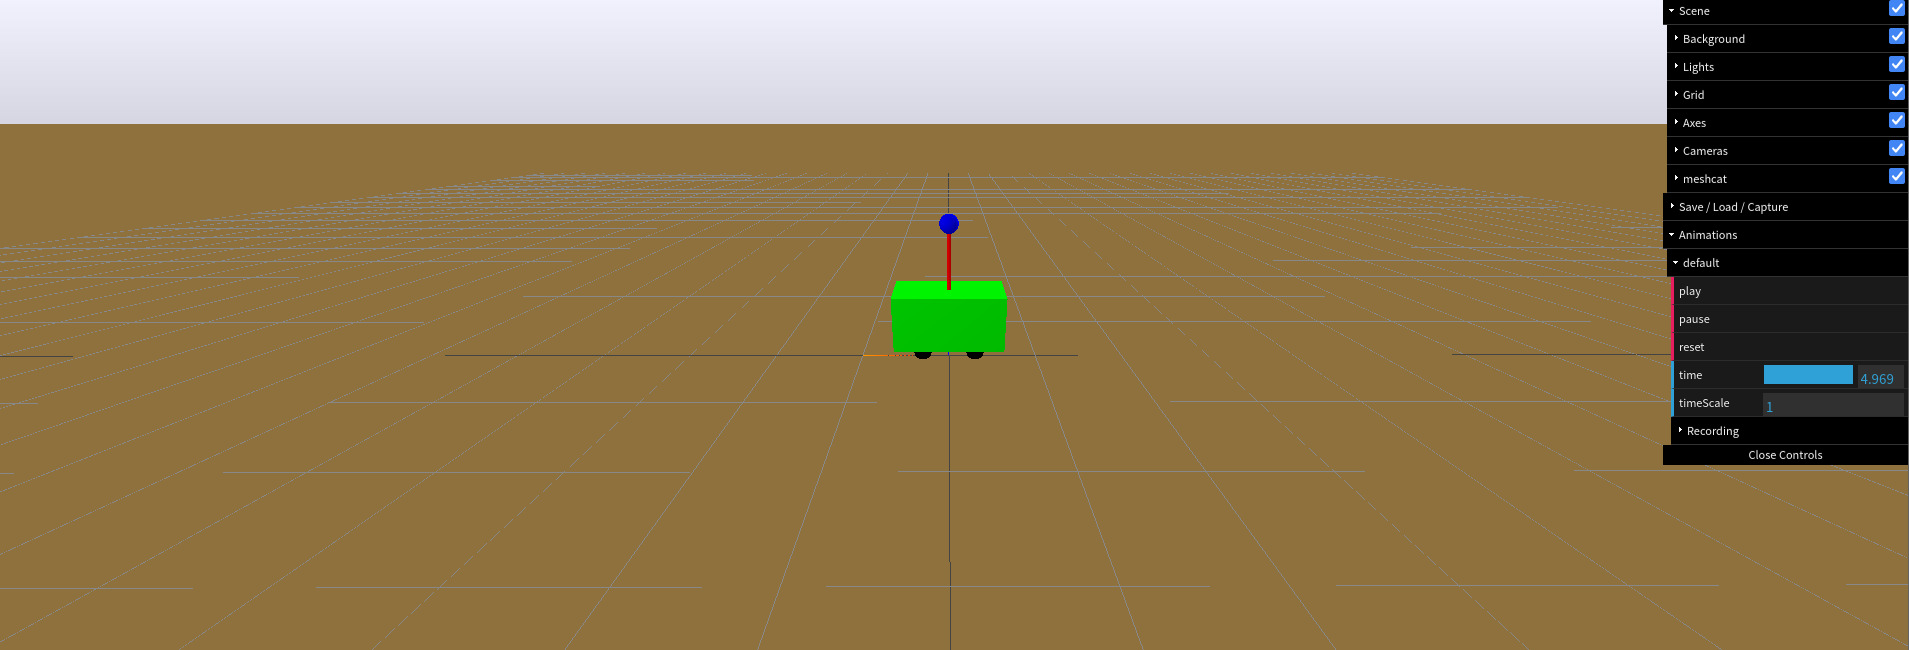 Scene
Background
Lights
Grid
Axes
Cameras
meshcat
Save / Load / Capture
Animations
default
play
pause
reset
time 4.969
timeScale 1
Recording
Close Controls